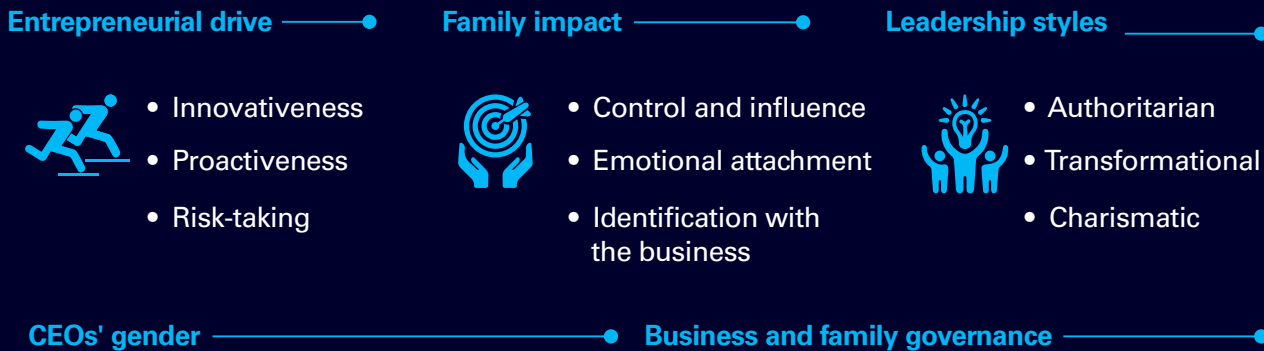 Entrepreneurial drive
Family impact
Leadership styles
• Innovativeness
• Proactiveness
• Risk-taking
• Control and influence
• Emotional attachment
• Identification with
the business
• Authoritarian
• Transformational
• Charismatic
CEOs' gender
Business and family governance